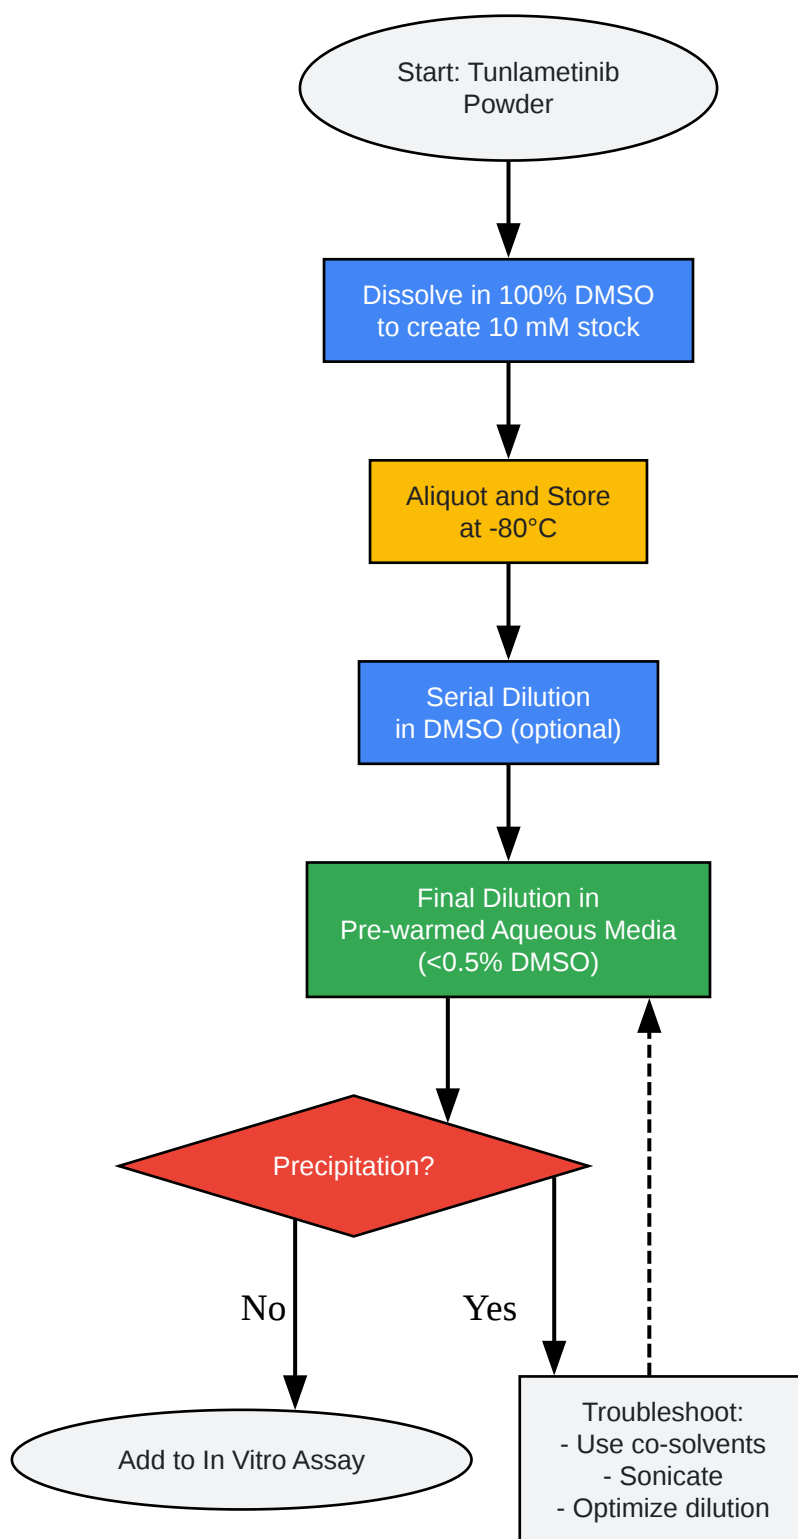 Start: Tunlametinib
Powder
Dissolve in 100% DMSO
to create 10 mM stock
Aliquot and Store
at -80°C
Serial Dilution
in DMSO (optional)
Final Dilution in
Pre-warmed Aqueous Media
(<0.5% DMSO)
Precipitation?
No
Yes
Add to In Vitro Assay
Troubleshoot:
- Use co-solvents
- Sonicate
- Optimize dilution